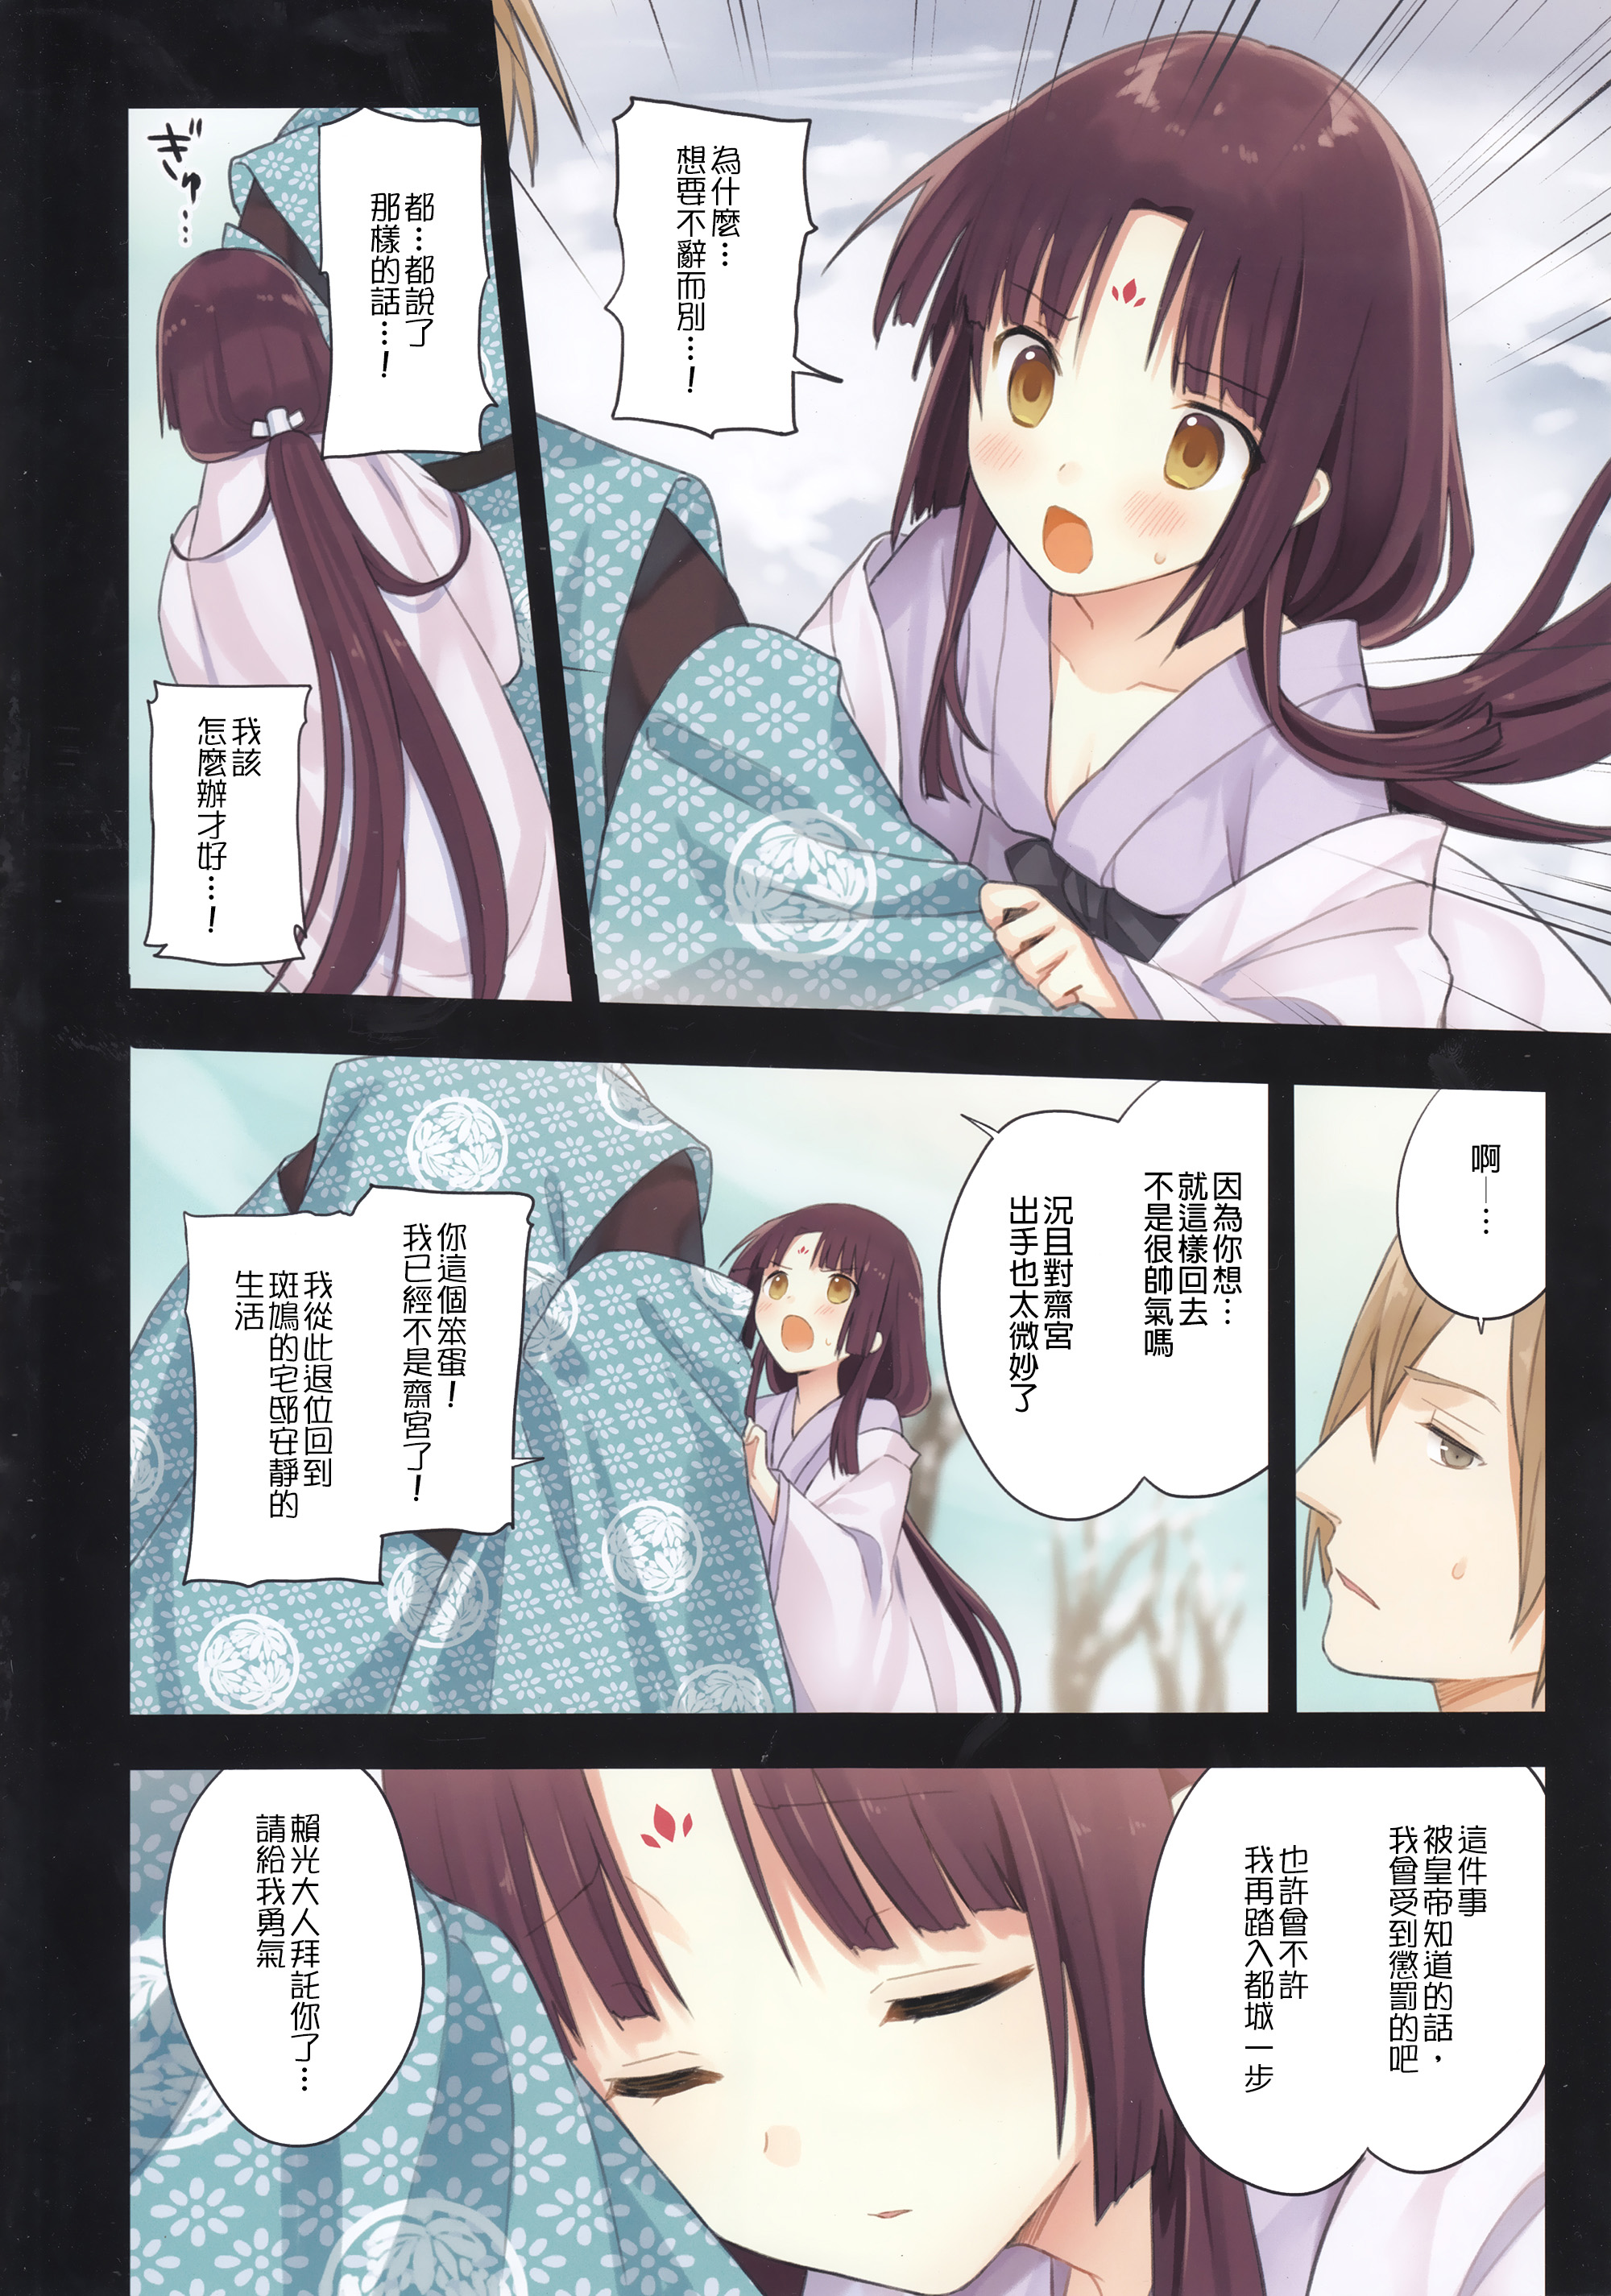 為什麼…
想要不辭而別…！
都…都說了
那樣的話…！
ぎゅ…
我該
怎麼辦才好…！
啊──…
因為你想…
就這樣回去
不是很帥氣嗎
況且對齋宮
出手也太微妙了
你這個笨蛋！
我已經不是齋宮了！
我從此退位回到
斑鳩的宅邸安靜的
生活
這件事
被皇帝知道的話，
我會受到懲罰的吧
也許會不許
我再踏入都城一步
賴光大人拜託你了…
請給我勇氣